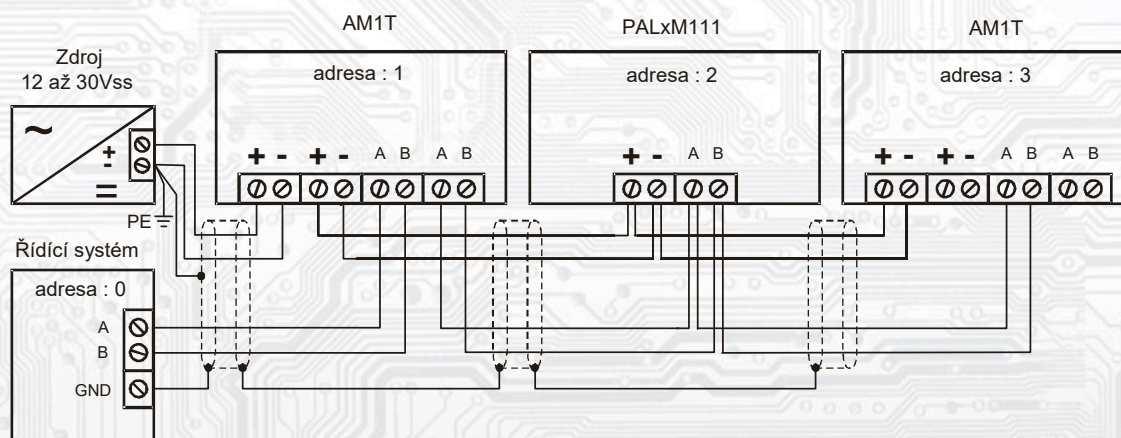 AM1T
PALxM111
AM1T
Zdroj
12 až 30Vss
adresa : 1
adresa : 2
adresa : 3
~
+
-
=
+ - + - A B A B
+ - A B
+ - + - A B A B
PE
Řídící systém
adresa : 0
A
B
GND